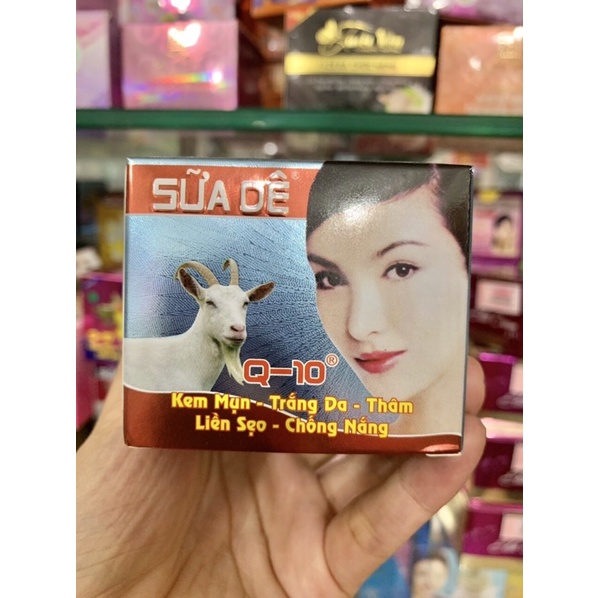 SỮA DÊ®
Q-10®
Kem Mụn - Trắng Da - Thâm
Liền Sẹo - Chống Nắng